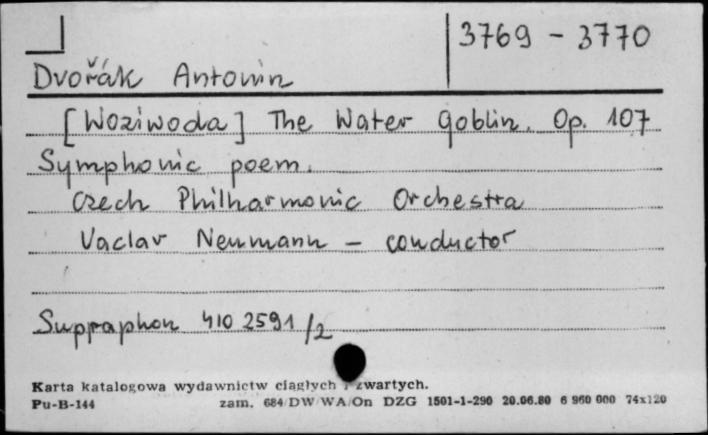 3769 - 3770
Dvořák Antonin
[Woziwoda] The Water Goblin. Op. 107
Symphonic poem.
Czech Philharmonic Orchestra
Vaclav Neumann - conductor
Supraphon 410 2591/2
Karta katalogowa wydawnictw ciągłych i zwartych.
Pu-B-144 zam. 684/DW/WA/On DZG 1501-1-290 20.06.80 6 960 000 74x120